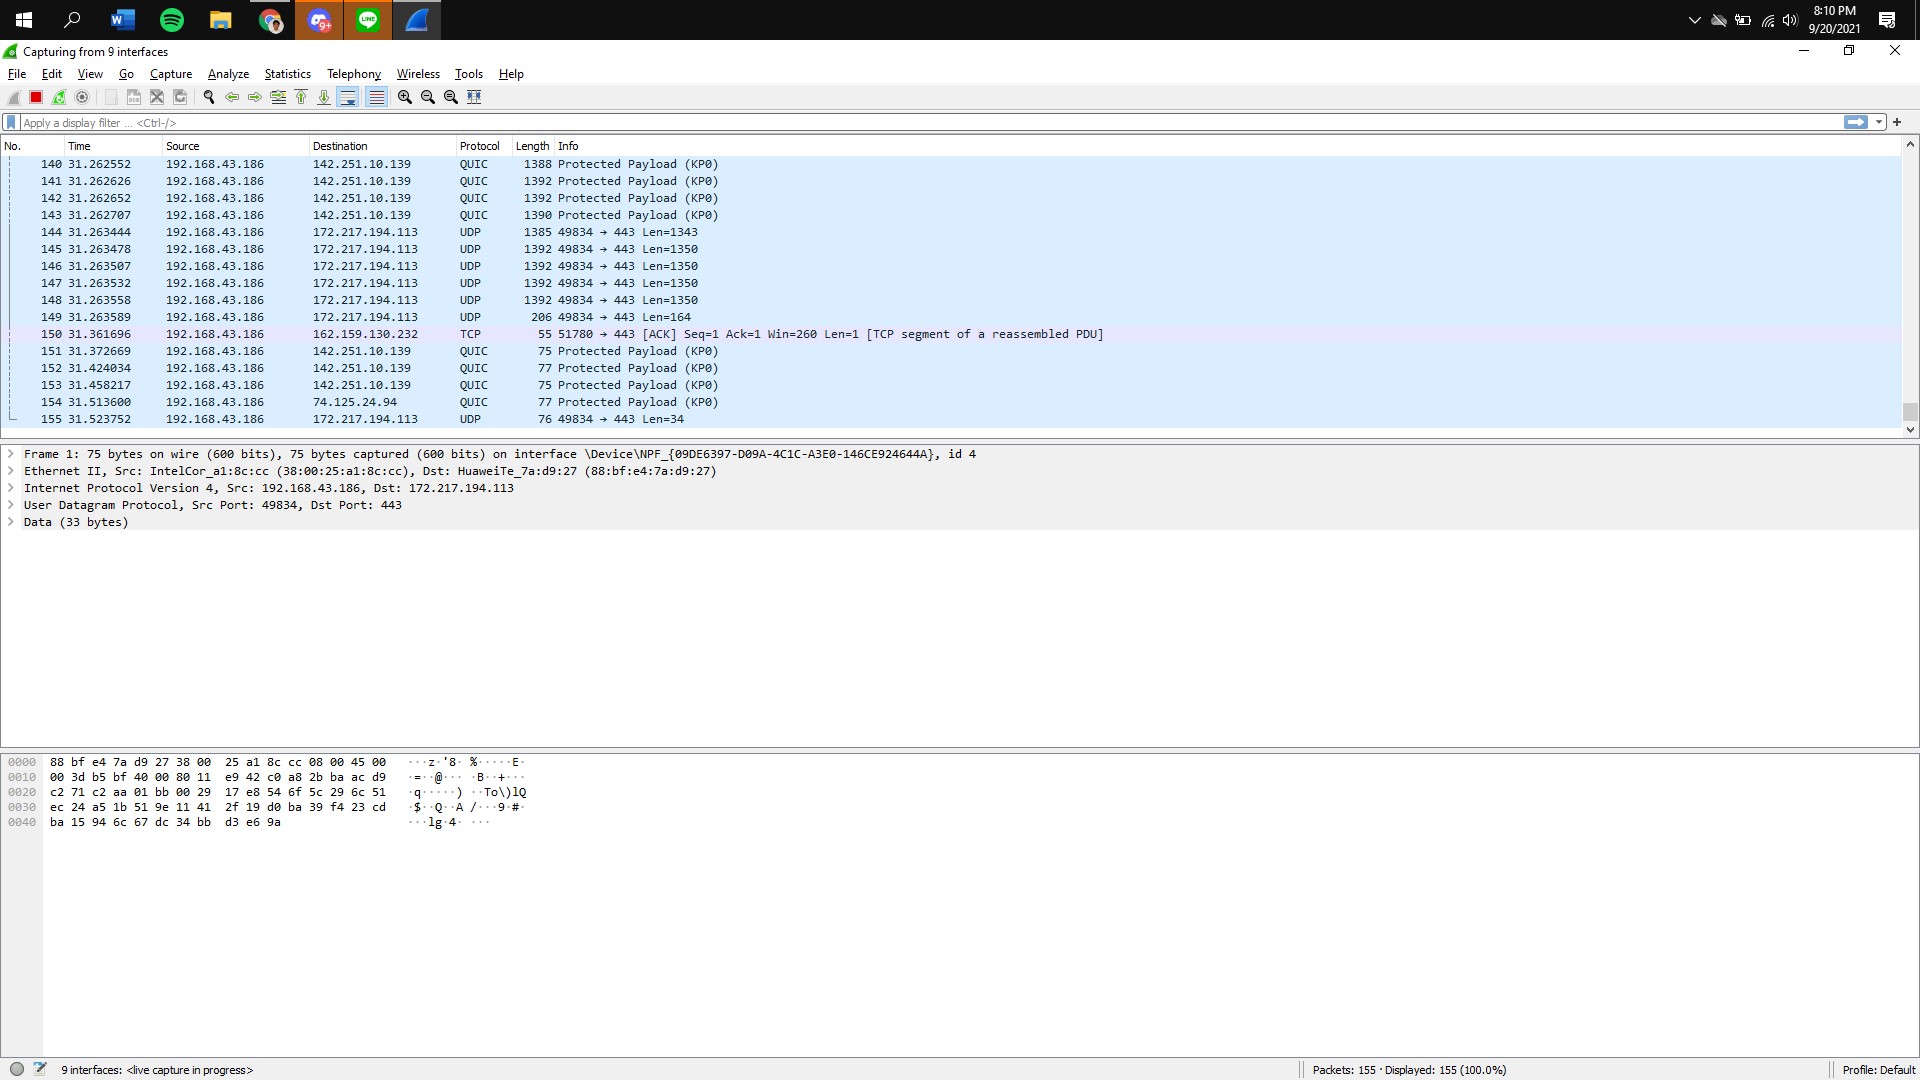 8:10 PM
9/20/2021
9+
LINE
Capturing from 9 interfaces
File Edit View Go Capture Analyze Statistics Telephony Wireless Tools Help
Apply a display filter ... <Ctrl-/>
No. Time Source Destination Protocol Length Info
140 31.262552 192.168.43.186 142.251.10.139 QUIC 1388 Protected Payload (KP0)
141 31.262626 192.168.43.186 142.251.10.139 QUIC 1392 Protected Payload (KP0)
142 31.262652 192.168.43.186 142.251.10.139 QUIC 1392 Protected Payload (KP0)
143 31.262707 192.168.43.186 142.251.10.139 QUIC 1390 Protected Payload (KP0)
144 31.263444 192.168.43.186 172.217.194.113 UDP 1385 49834 → 443 Len=1343
145 31.263478 192.168.43.186 172.217.194.113 UDP 1392 49834 → 443 Len=1350
146 31.263507 192.168.43.186 172.217.194.113 UDP 1392 49834 → 443 Len=1350
147 31.263532 192.168.43.186 172.217.194.113 UDP 1392 49834 → 443 Len=1350
148 31.263558 192.168.43.186 172.217.194.113 UDP 1392 49834 → 443 Len=1350
149 31.263589 192.168.43.186 172.217.194.113 UDP 206 49834 → 443 Len=164
150 31.361696 192.168.43.186 162.159.130.232 TCP 55 51780 → 443 [ACK] Seq=1 Ack=1 Win=260 Len=1 [TCP segment of a reassembled PDU]
151 31.372669 192.168.43.186 142.251.10.139 QUIC 75 Protected Payload (KP0)
152 31.424034 192.168.43.186 142.251.10.139 QUIC 77 Protected Payload (KP0)
153 31.458217 192.168.43.186 142.251.10.139 QUIC 75 Protected Payload (KP0)
154 31.513600 192.168.43.186 74.125.24.94 QUIC 77 Protected Payload (KP0)
155 31.523752 192.168.43.186 172.217.194.113 UDP 76 49834 → 443 Len=34
Frame 1: 75 bytes on wire (600 bits), 75 bytes captured (600 bits) on interface \Device\NPF_{09DE6397-D09A-4C1C-A3E0-146CE924644A}, id 4
Ethernet II, Src: IntelCor_a1:8c:cc (38:00:25:a1:8c:cc), Dst: HuaweiTe_7a:d9:27 (88:bf:e4:7a:d9:27)
Internet Protocol Version 4, Src: 192.168.43.186, Dst: 172.217.194.113
User Datagram Protocol, Src Port: 49834, Dst Port: 443
Data (33 bytes)
0000 88 bf e4 7a d9 27 38 00 25 a1 8c cc 08 00 45 00 ···z·'8· %·····E·
0010 00 3d b5 bf 40 00 80 11 e9 42 c0 a8 2b ba ac d9 ·=··@··· ·B··+···
0020 c2 71 c2 aa 01 bb 00 29 17 e8 54 6f 5c 29 6c 51 ·q·····) ··To\)lQ
0030 ec 24 a5 1b 51 9e 11 41 2f 19 d0 ba 39 f4 23 cd ·$··Q··A /···9·#·
0040 ba 15 94 6c 67 dc 34 bb d3 e6 9a ···lg·4· ···
9 interfaces: <live capture in progress>
Packets: 155 · Displayed: 155 (100.0%)
Profile: Default